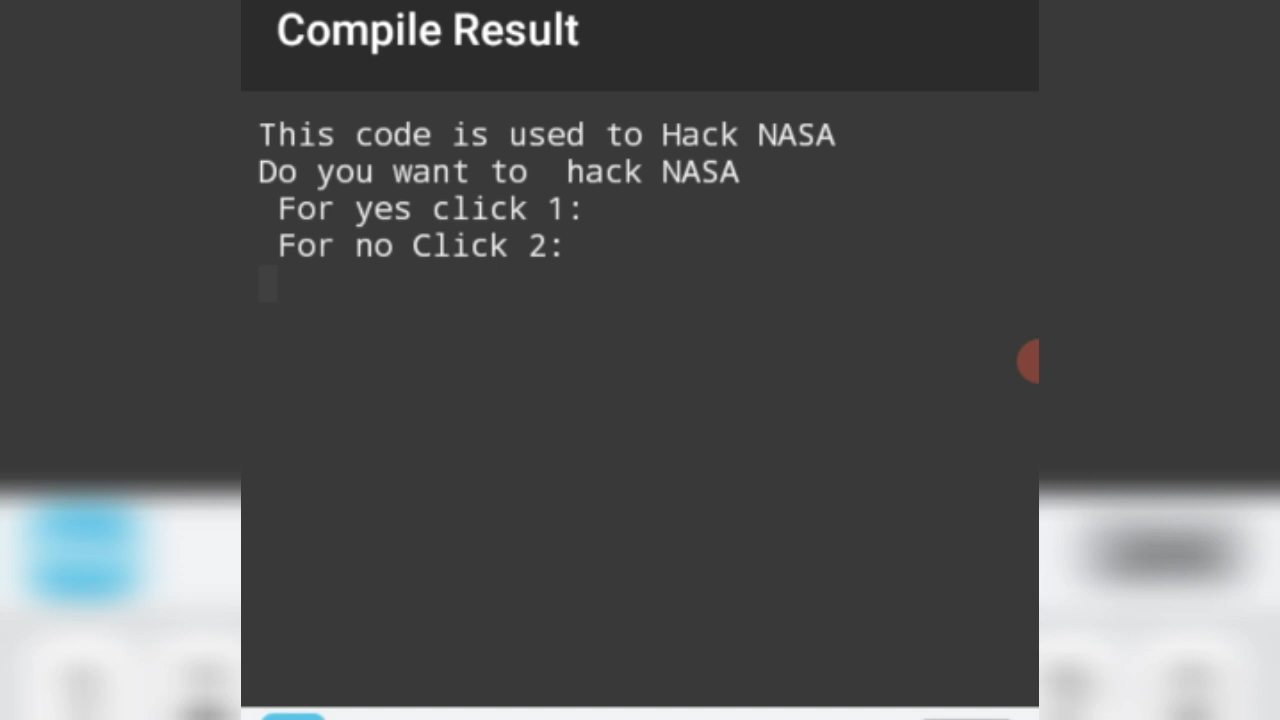 Compile Result
This code is used to Hack NASA
Do you want to  hack NASA
 For yes click 1:
 For no Click 2: